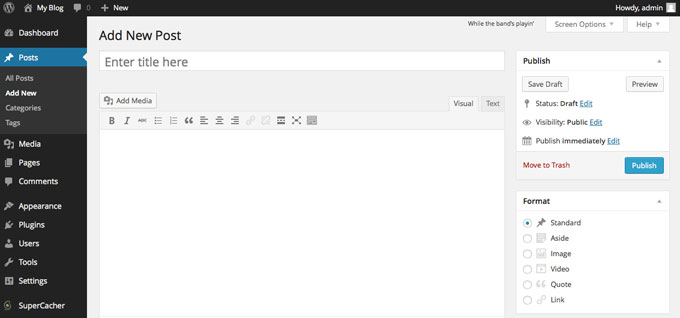 My Blog 0 New Howdy, admin
Dashboard
Posts
All Posts
Add New
Categories
Tags
Media
Pages
Comments
Appearance
Plugins
Users
Tools
Settings
SuperCacher
While the band's playin'
Screen Options
Help
Add New Post
Enter title here
Add Media
Visual Text
B I ABC
Publish
Save Draft Preview
Status: Draft Edit
Visibility: Public Edit
Publish immediately Edit
Move to Trash Publish
Format
Standard
Aside
Image
Video
Quote
Link